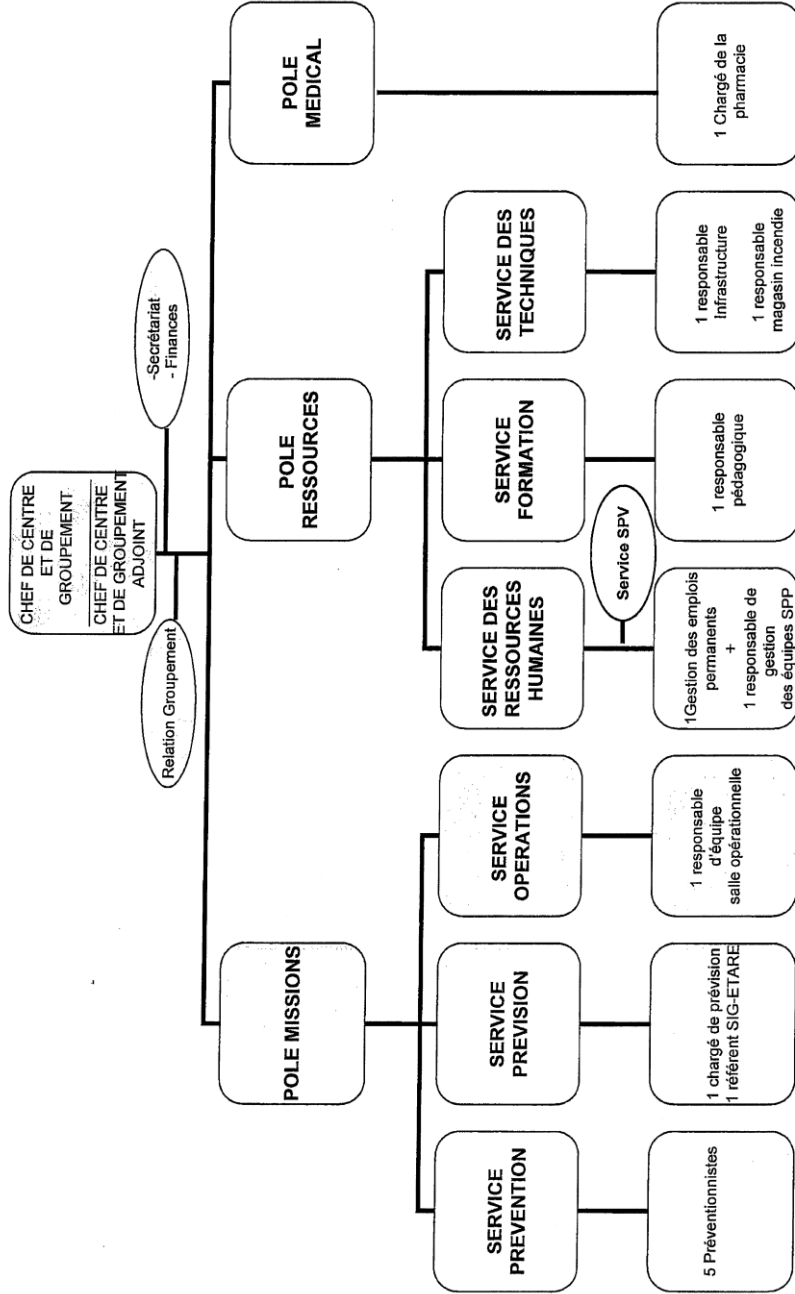 CHEF DE CENTRE
ET DE
GROUPEMENT
CHEF DE CENTRE
ET DE GROUPEMENT
ADJOINT
Relation Groupement
-Secrétariat
- Finances
POLE MISSIONS
POLE
RESSOURCES
POLE
MEDICAL
SERVICE
PREVENTION
SERVICE
PREVISION
SERVICE
OPERATIONS
SERVICE DES
RESSOURCES
HUMAINES
SERVICE
FORMATION
SERVICE DES
TECHNIQUES
Service SPV
5 Préventionnistes
1 chargé de prévision
1 référent SIG-ETARE
1 responsable
d'équipe
salle opérationnelle
1Gestion des emplois
permanents
+
1 responsable de
gestion
des équipes SPP
1 responsable
pédagogique
1 responsable
Infrastructure
1 responsable
magasin incendie
1 Chargé de la
pharmacie